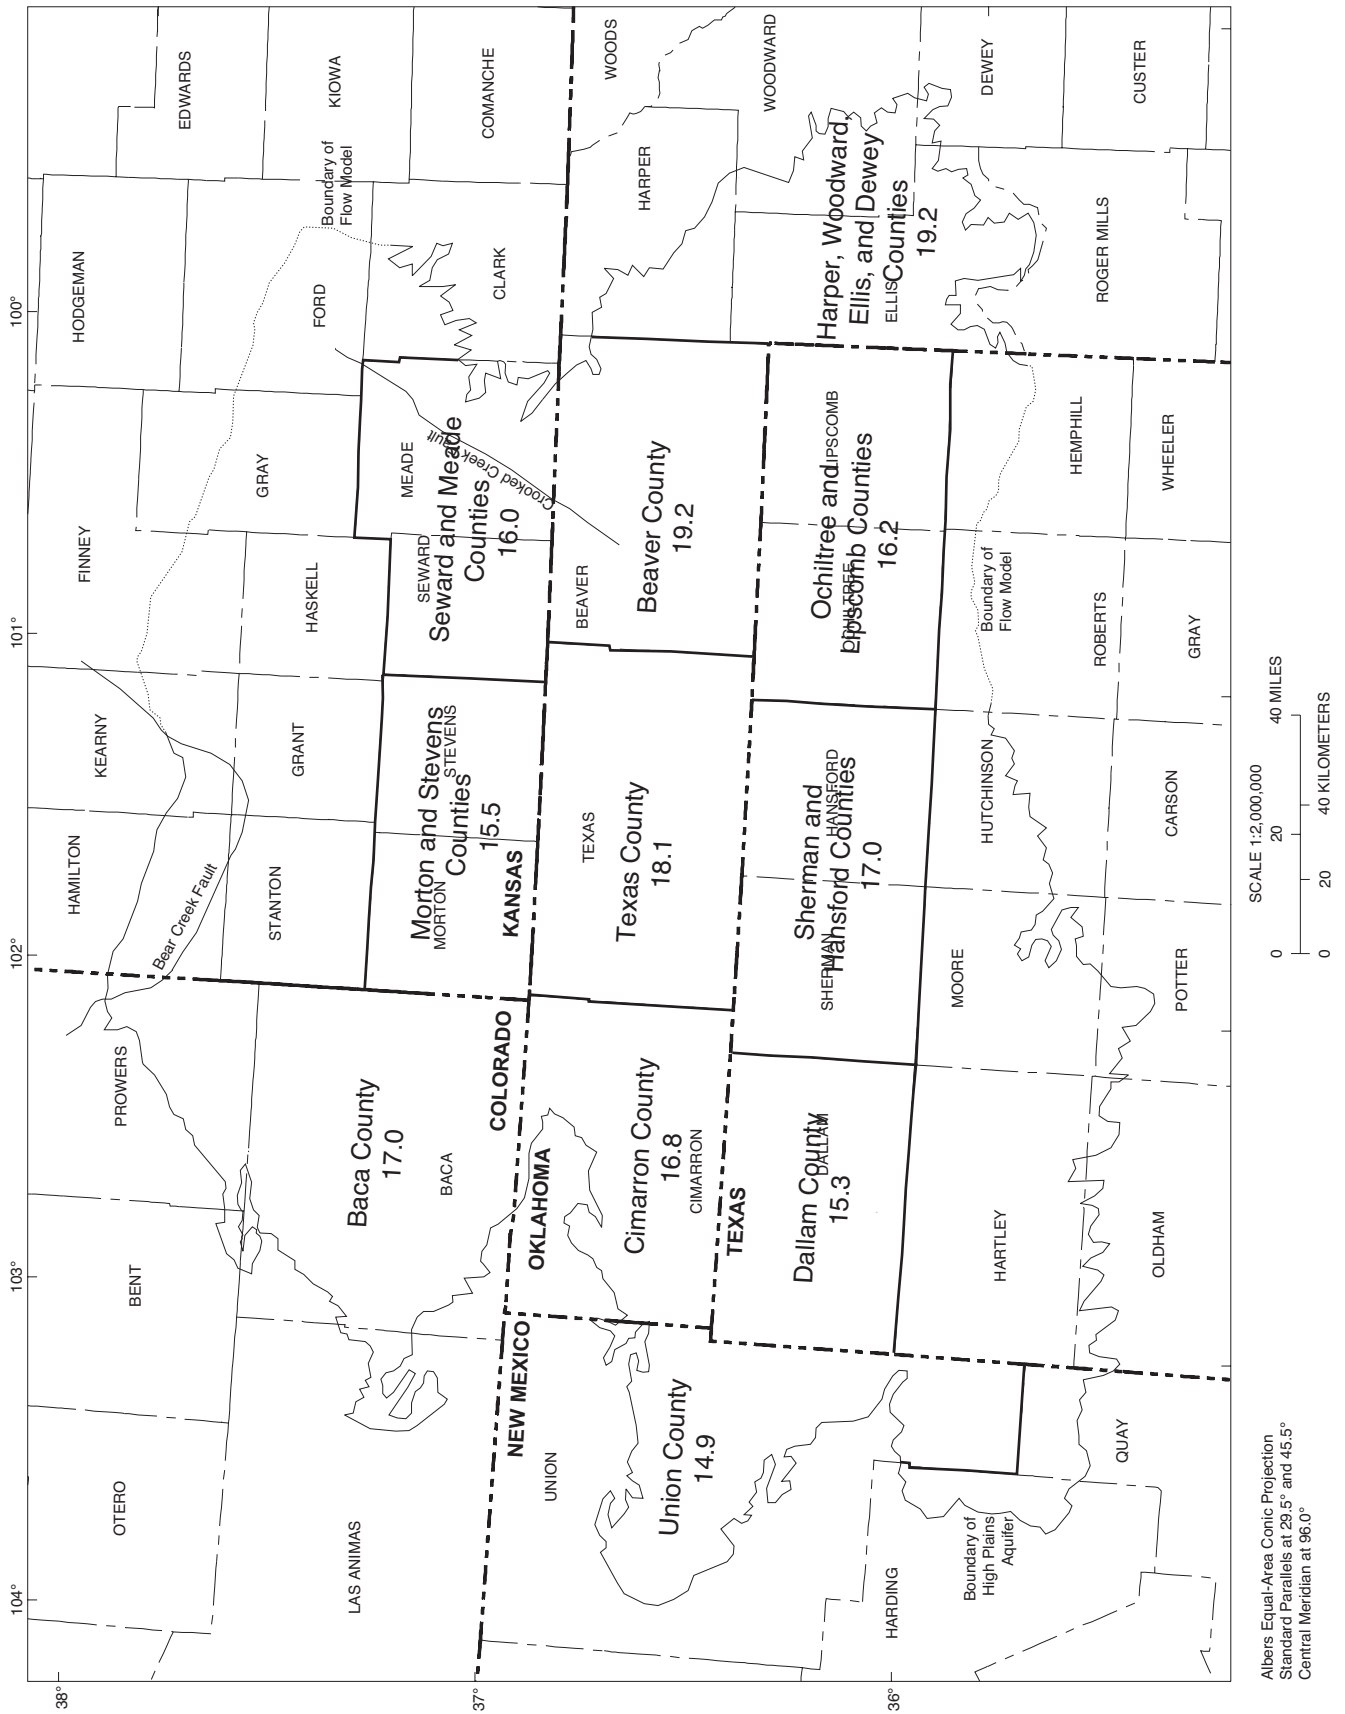 104°
103°
102°
101°
100°
38°
37°
36°
OTERO
BENT
PROWERS
HAMILTON
KEARNY
FINNEY
HODGEMAN
EDWARDS
LAS ANIMAS
Baca County
17.0
BACA
Bear Creek Fault
STANTON
GRANT
HASKELL
GRAY
FORD
KIOWA
Boundary of
Flow Model
Morton and Stevens
Counties
15.5
MORTON
STEVENS
Seward and Meade
Counties
16.0
SEWARD
MEADE
Crooked Creek Fault
CLARK
COMANCHE
COLORADO
KANSAS
NEW MEXICO
OKLAHOMA
UNION
Union County
14.9
Cimarron County
16.8
CIMARRON
TEXAS
Texas County
18.1
BEAVER
Beaver County
19.2
HARPER
WOODS
WOODWARD
TEXAS
Dallam County
15.3
DALLAM
Sherman and
Hansford Counties
17.0
SHERMAN
HANSFORD
Ochiltree and
Lipscomb Counties
16.2
OCHILTREE
LIPSCOMB
Harper, Woodward,
Ellis, and Dewey
Counties
19.2
ELLIS
DEWEY
CUSTER
HARDING
Boundary of
High Plains
Aquifer
QUAY
HARTLEY
OLDHAM
MOORE
POTTER
HUTCHINSON
CARSON
Boundary of
Flow Model
ROBERTS
GRAY
HEMPHILL
WHEELER
ROGER MILLS
Albers Equal-Area Conic Projection
Standard Parallels at 29.5° and 45.5°
Central Meridian at 96.0°
SCALE 1:2,000,000
0 20 40 MILES
0 20 40 KILOMETERS